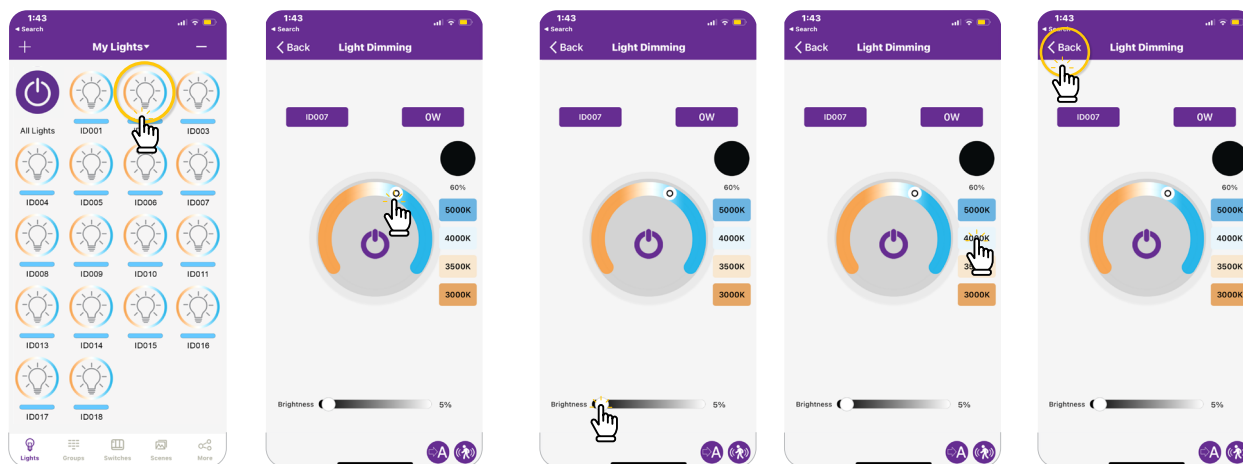 1:43
◂ Search
My Lights▾
All Lights
ID001
ID003
ID004
ID005
ID006
ID007
ID008
ID009
ID010
ID011
ID013
ID014
ID015
ID016
ID017
ID018
Lights
Groups
Switches
Scenes
More
1:43
◂ Search
Back
Light Dimming
ID007
0W
60%
5000K
4000K
3500K
3000K
Brightness
5%
A
1:43
◂ Search
Back
Light Dimming
ID007
0W
60%
5000K
4000K
3500K
3000K
Brightness
5%
A
1:43
◂ Search
Back
Light Dimming
ID007
0W
60%
5000K
3000K
Brightness
5%
A
1:43
◂ Search
Back
Light Dimming
ID007
0W
60%
5000K
4000K
3500K
3000K
Brightness
5%
A